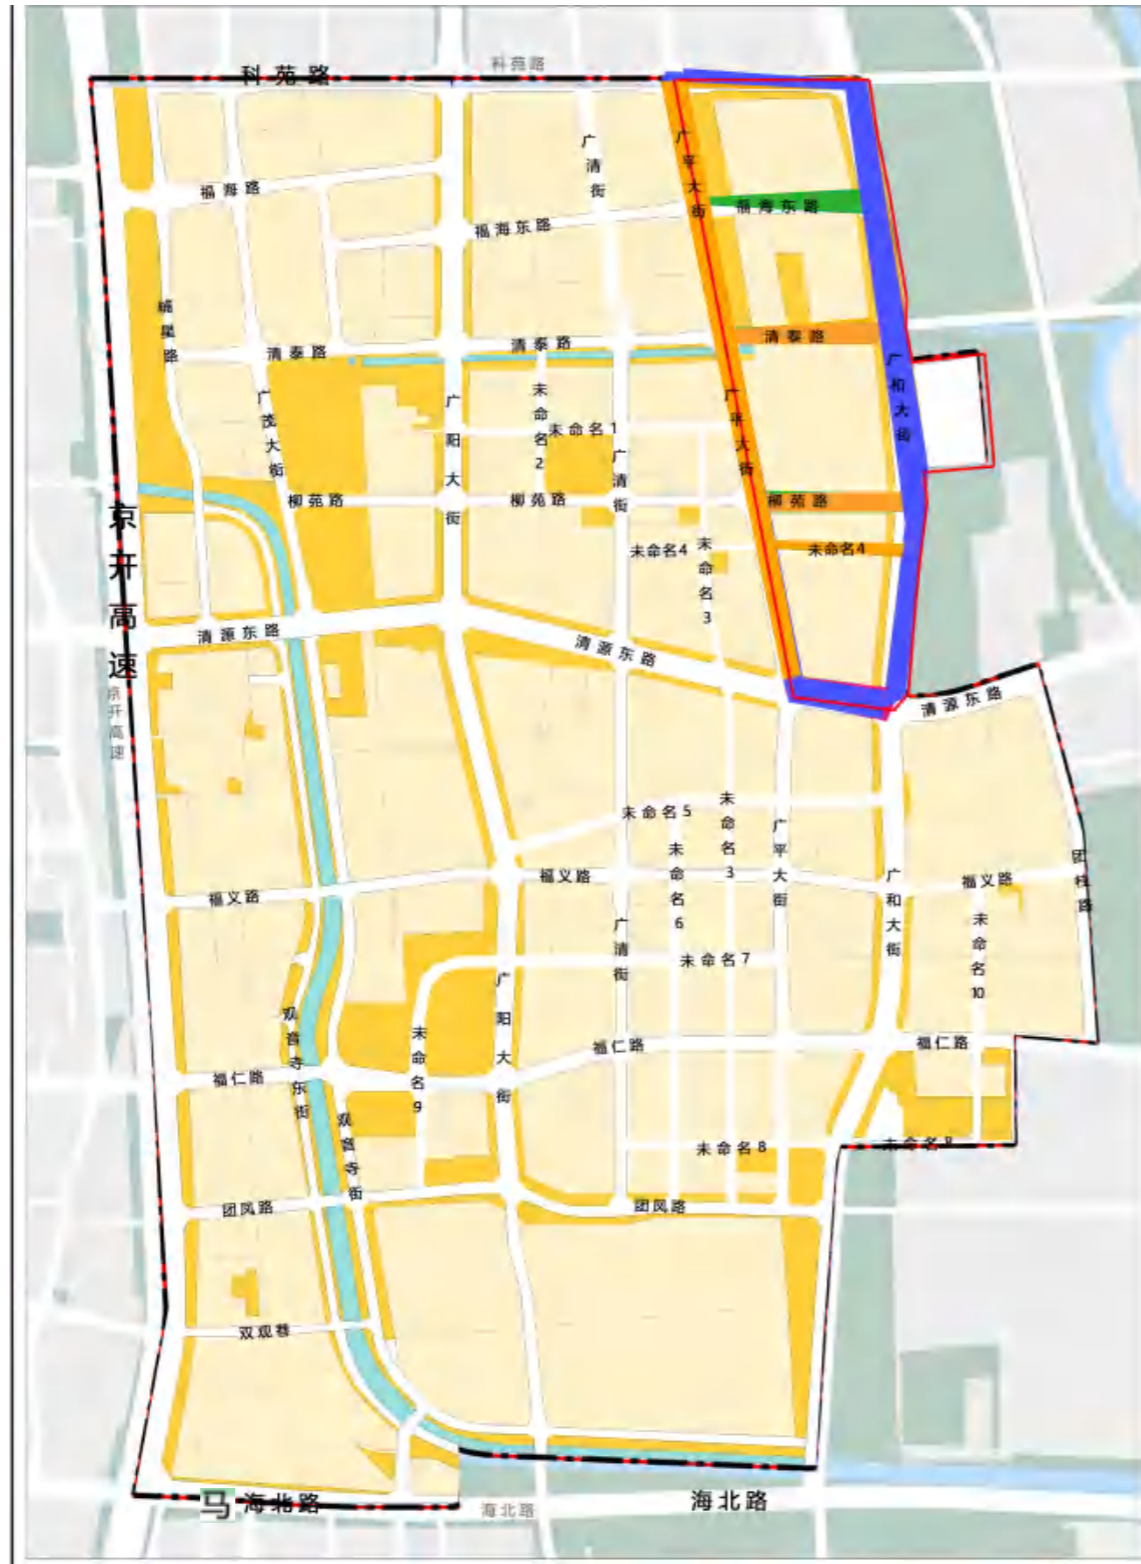 科苑路
科苑路
广清街
广平大街
福海路
福海东路
福海东路
清泰路
清泰路
清泰路
广茂大街
广阳大街
未命名2
未命名1
广清街
广平大街
广和大街
柳苑路
柳苑路
柳苑路
未命名4
未命名3
未命名4
京开高速
京开高速
清源东路
清源东路
清源东路
未命名5
未命名3
未命名6
广平大街
广和大街
团桂路
福义路
福义路
福义路
未命名10
广清街
未命名7
广阳大街
观音寺东街
未命名9
福仁路
福仁路
福仁路
观音寺街
未命名8
未命名8
团凤路
团凤路
双观巷
马海北路
海北路
海北路